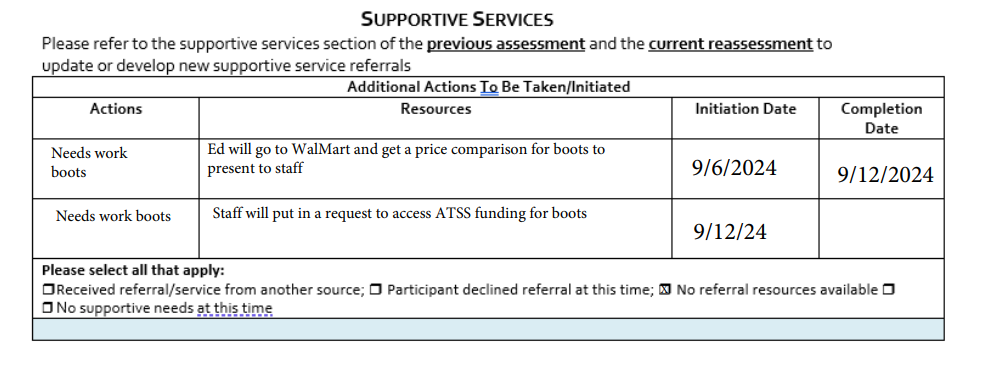 SUPPORTIVE SERVICES
Please refer to the supportive services section of the previous assessment and the current reassessment to
update or develop new supportive service referrals
Additional Actions To Be Taken/Initiated
Actions Resources Initiation Date Completion
Date
Needs work
boots
Ed will go to WalMart and get a price comparison for boots to
present to staff
9/6/2024
9/12/2024
Needs work boots
Staff will put in a request to access ATSS funding for boots
9/12/24
Please select all that apply:
☐Received referral/service from another source; ☐ Participant declined referral at this time; ☒ No referral resources available ☐
☐ No supportive needs at this time